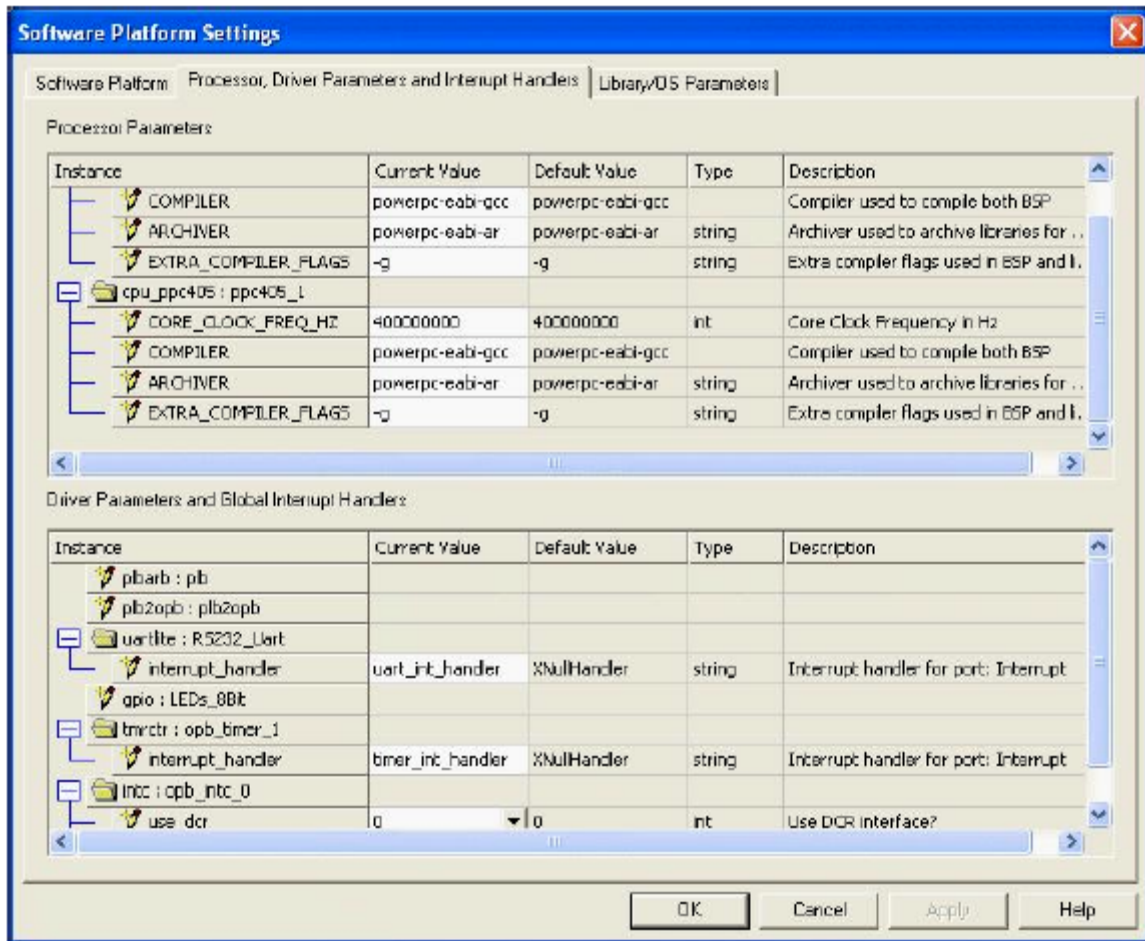 Software Platform Settings
Software Platform Processor, Driver Parameters and Interrupt Handlers Library/OS Parameters
Processor Parameters
Instance Current Value Default Value Type Description
COMPILER powerpc-eabi-gcc powerpc-eabi-gcc Compiler used to compile both BSP
ARCHIVER powerpc-eabi-ar powerpc-eabi-ar string Archiver used to archive libraries for ..
EXTRA_COMPILER_FLAGS -g -g string Extra compiler flags used in BSP and li.
cpu_ppc405 : ppc405_1
CORE_CLOCK_FREQ_HZ 400000000 400000000 int Core Clock Frequency in Hz
COMPILER powerpc-eabi-gcc powerpc-eabi-gcc Compiler used to compile both BSP
ARCHIVER powerpc-eabi-ar powerpc-eabi-ar string Archiver used to archive libraries for ..
EXTRA_COMPILER_FLAGS -g -g string Extra compiler flags used in BSP and li.
Driver Parameters and Global Interrupt Handlers
Instance Current Value Default Value Type Description
plbarb : plb
plb2opb : plb2opb
uartlite : RS232_Uart
interrupt_handler uart_int_handler XNullHandler string Interrupt handler for port: Interrupt
gpio : LEDs_8Bit
tmrctr : opb_timer_1
interrupt_handler timer_int_handler XNullHandler string Interrupt handler for port: Interrupt
intc : opb_intc_0
use_dcr 0 0 int Use DCR interface?
OK Cancel Apply Help